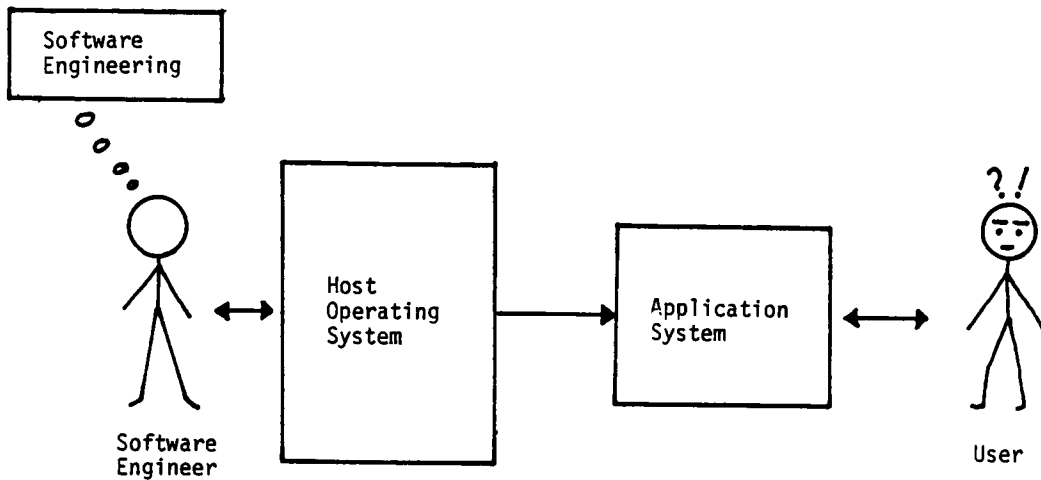 Software
Engineering
?!
Host
Operating
System
Application
System
Software
Engineer
User